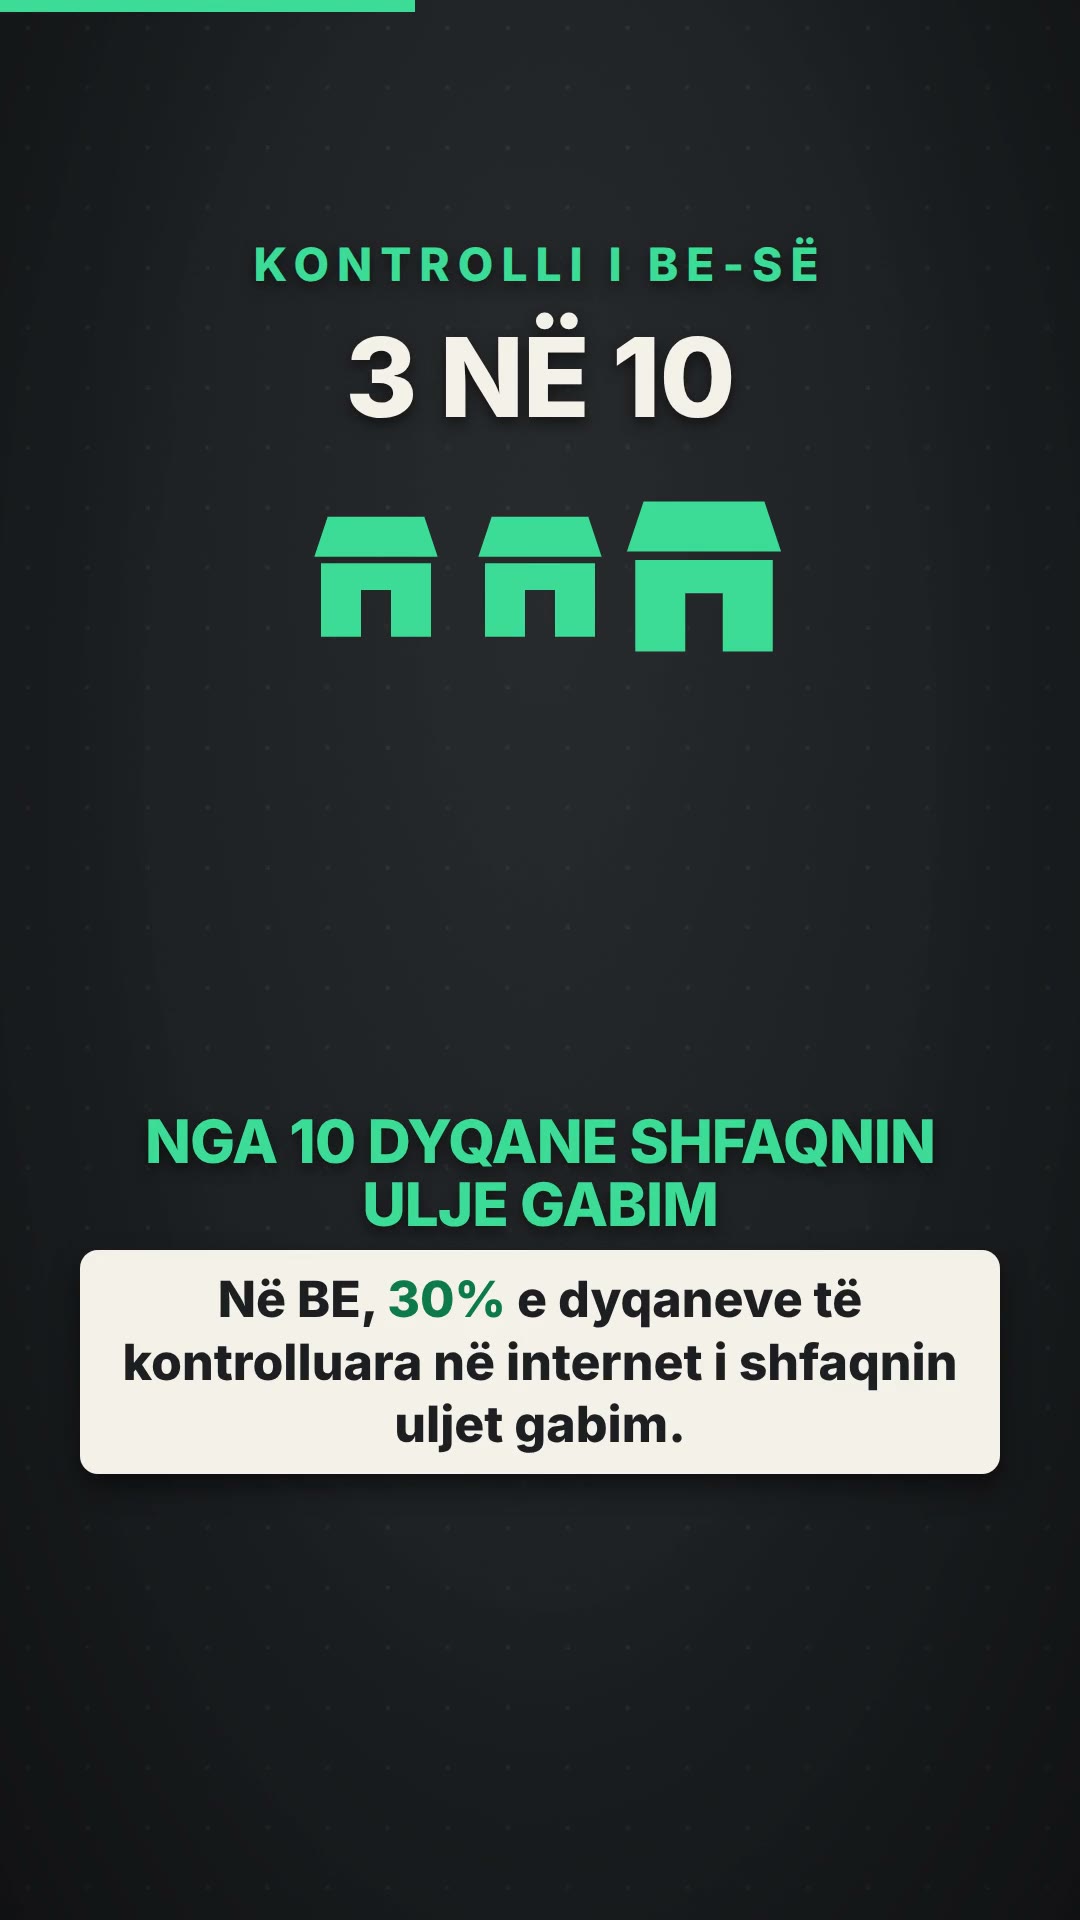 KONTROLLI I BE-SË
3 NË 10
NGA 10 DYQANE SHFAQNIN
ULJE GABIM
Në BE, 30% e dyqaneve të
kontrolluara në internet i shfaqnin
uljet gabim.